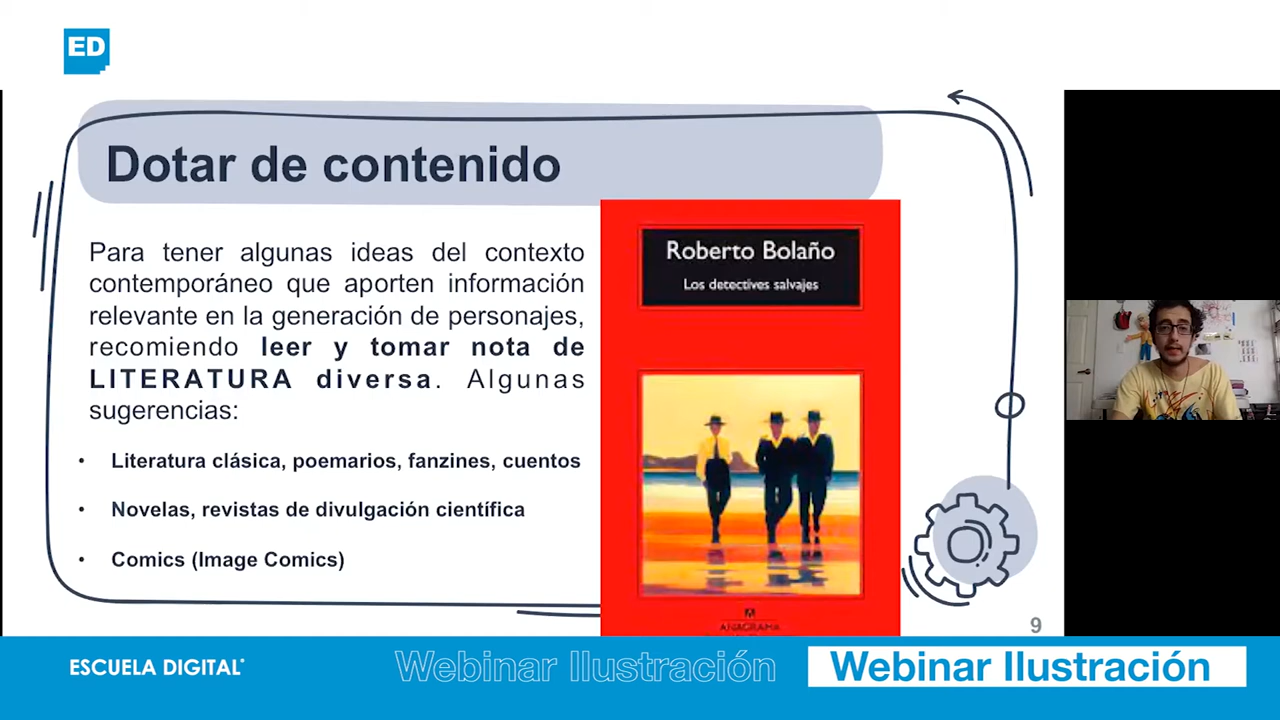 ED
Dotar de contenido
Para tener algunas ideas del contexto
contemporáneo que aporten información
relevante en la generación de personajes,
recomiendo leer y tomar nota de
LITERATURA diversa. Algunas
sugerencias:
• Literatura clásica, poemarios, fanzines, cuentos
• Novelas, revistas de divulgación científica
• Comics (Image Comics)
Roberto Bolaño
Los detectives salvajes
ANAGRAMA
9
ESCUELA DIGITAL
Webinar Ilustración
Webinar Ilustración